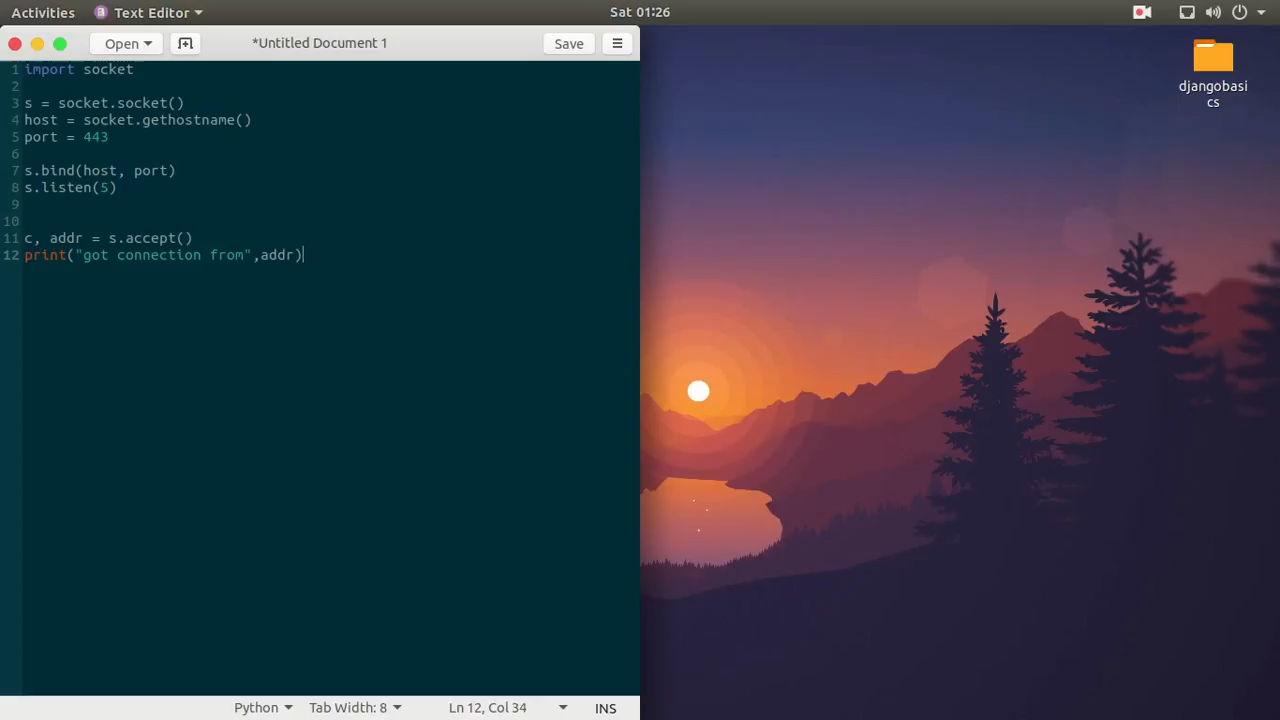 Activities Text Editor Sat 01:26
Open *Untitled Document 1 Save
1 import socket
2
3 s = socket.socket()
4 host = socket.gethostname()
5 port = 443
6
7 s.bind(host, port)
8 s.listen(5)
9
10
11 c, addr = s.accept()
12 print("got connection from",addr)
djangobasi
cs
Python Tab Width: 8 Ln 12, Col 34 INS